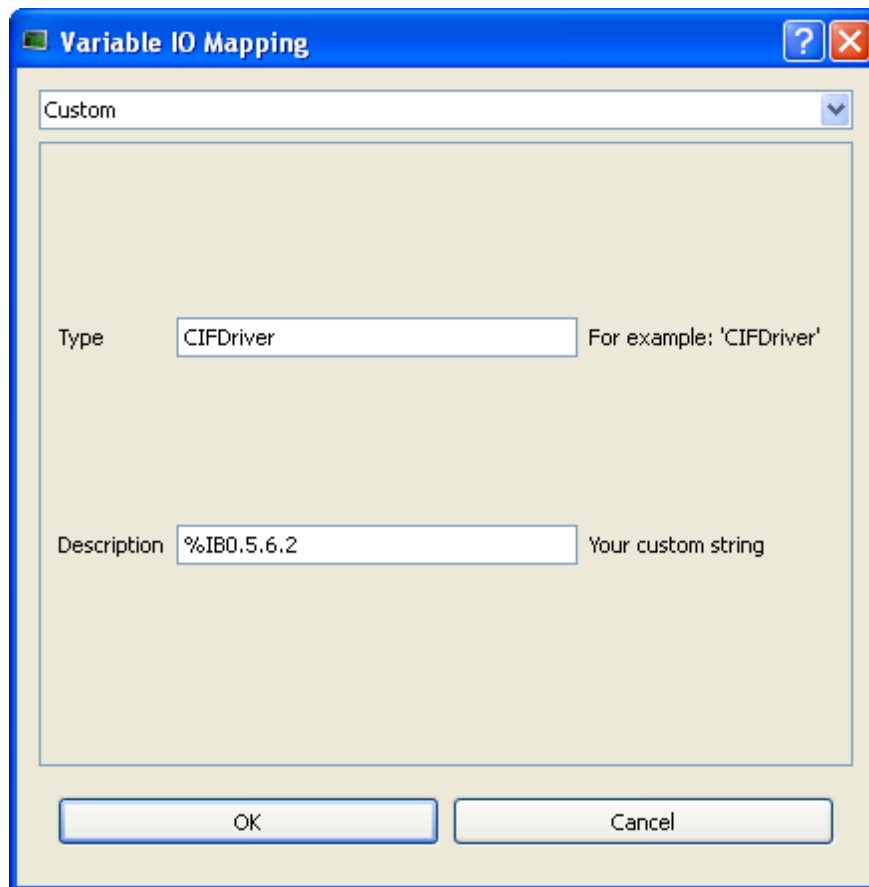 Variable IO Mapping
Custom
Type CIFDriver For example: 'CIFDriver'
Description %IB0.5.6.2 Your custom string
OK Cancel